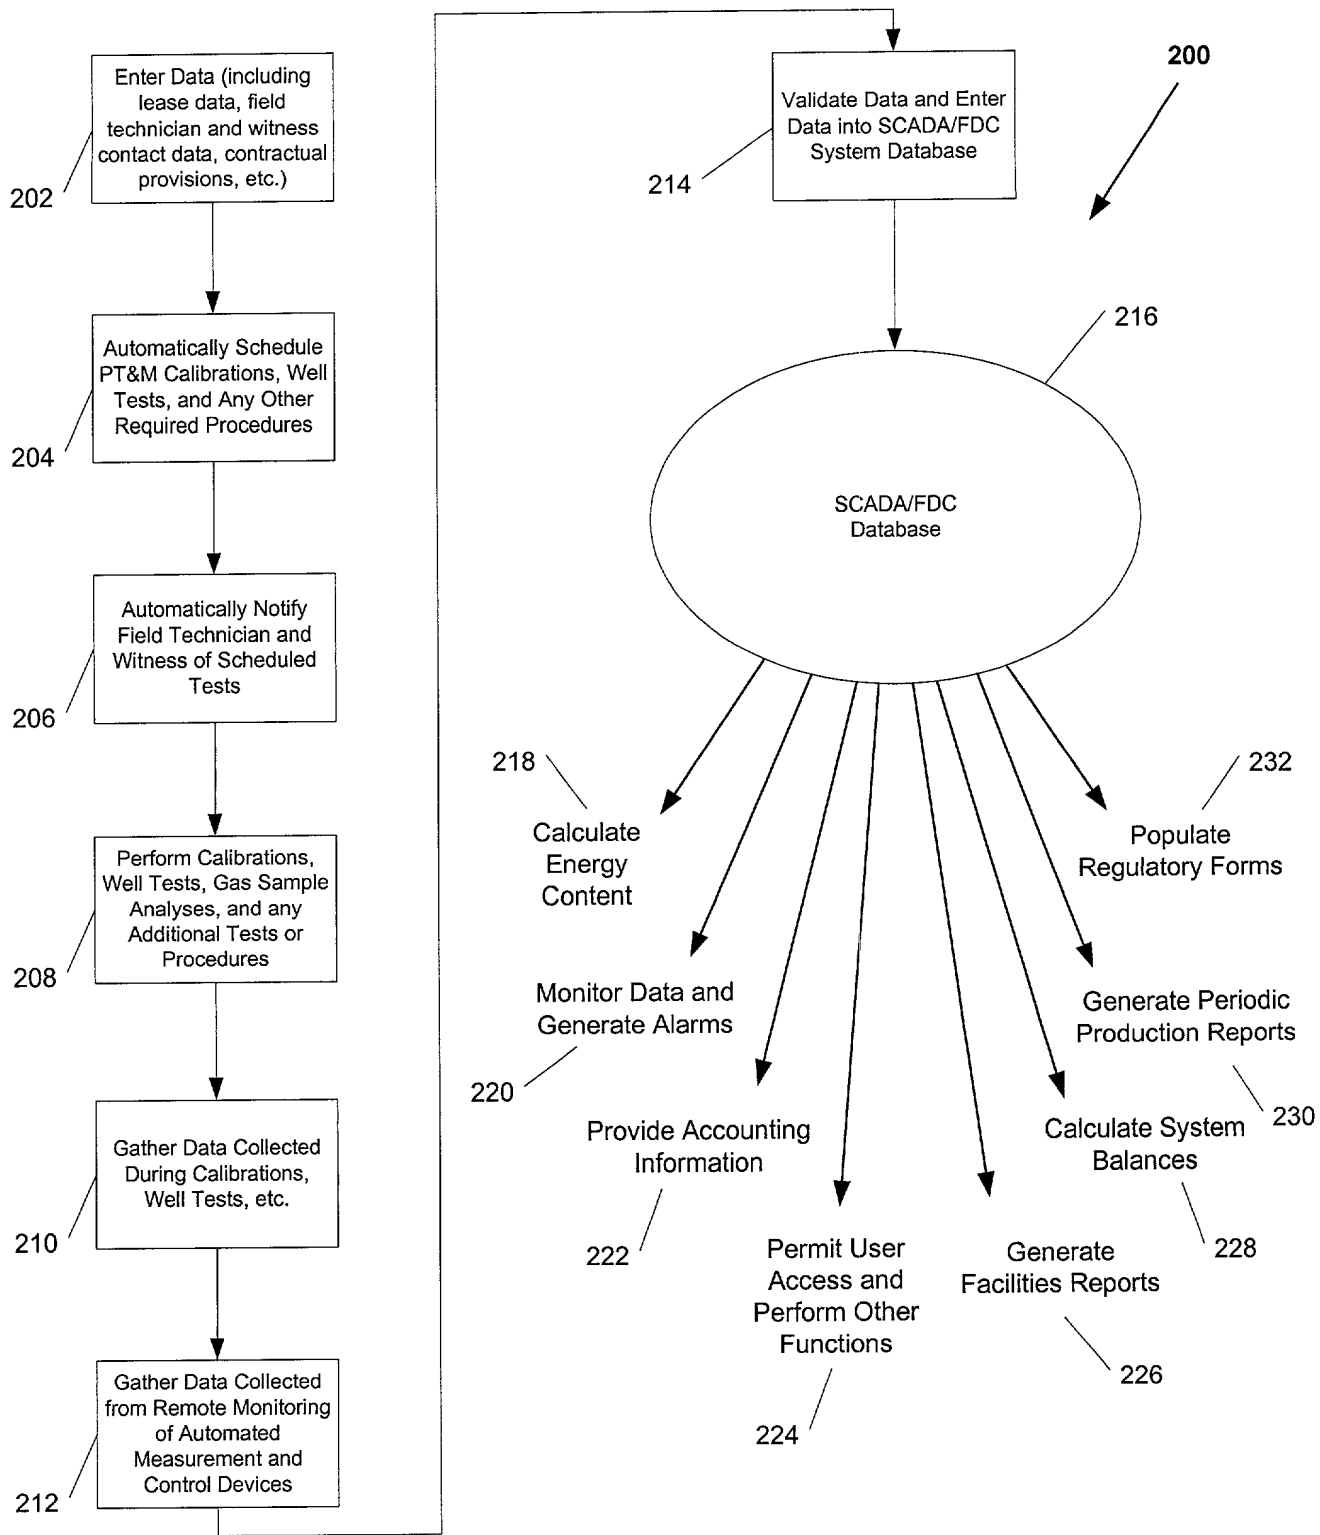 Enter Data (including
lease data, field
technician and witness
contact data, contractual
provisions, etc.)
202
Automatically Schedule
PT&M Calibrations, Well
Tests, and Any Other
Required Procedures
204
Automatically Notify
Field Technician and
Witness of Scheduled
Tests
206
Perform Calibrations,
Well Tests, Gas Sample
Analyses, and any
Additional Tests or
Procedures
208
Gather Data Collected
During Calibrations,
Well Tests, etc.
210
Gather Data Collected
from Remote Monitoring
of Automated
Measurement and
Control Devices
212
200
Validate Data and Enter
Data into SCADA/FDC
System Database
214
216
SCADA/FDC
Database
218
Calculate
Energy
Content
Monitor Data and
Generate Alarms
220
Provide Accounting
Information
222
Permit User
Access and
Perform Other
Functions
224
Generate
Facilities Reports
226
Calculate System
Balances
228
Generate Periodic
Production Reports
230
232
Populate
Regulatory Forms